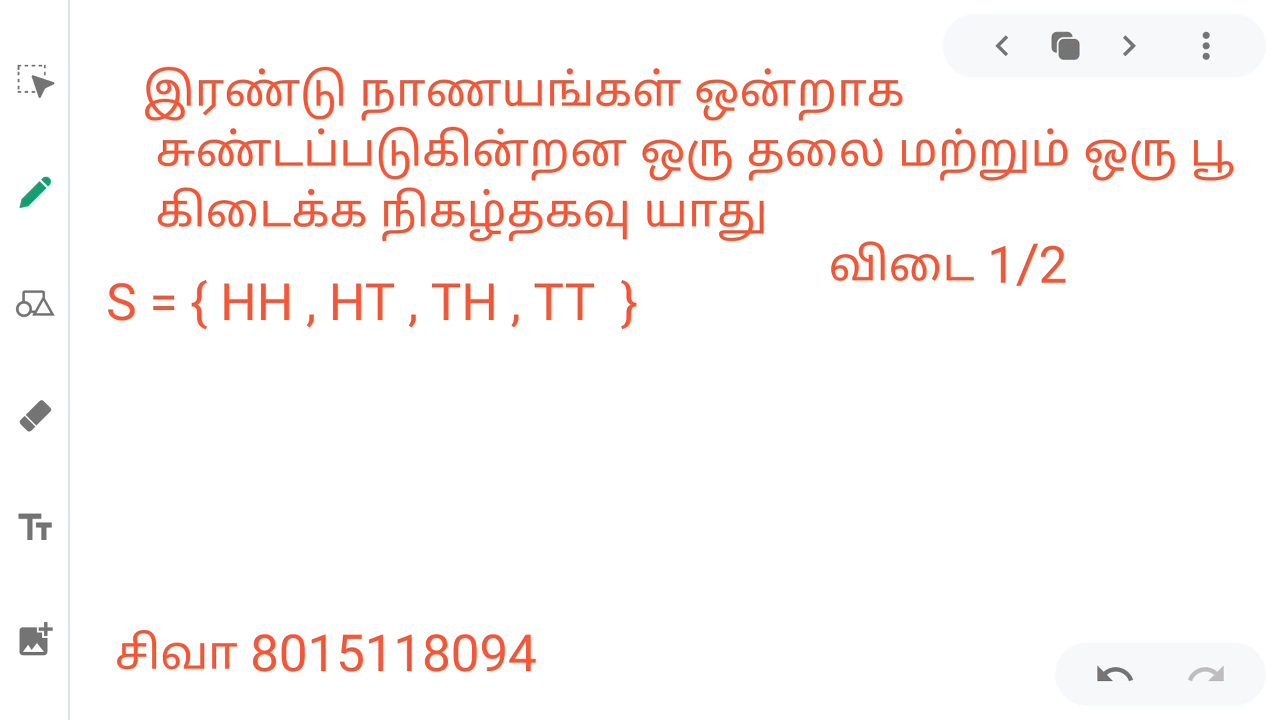 இரண்டு நாணயங்கள் ஒன்றாக
சுண்டப்படுகின்றன ஒரு தலை மற்றும் ஒரு பூ
கிடைக்க நிகழ்தகவு யாது
விடை 1/2
S = { HH , HT , TH , TT }
Tт
சிவா 8015118094